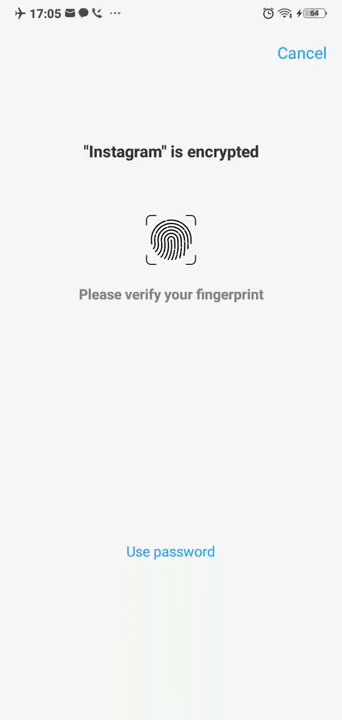 17:05 ... 64
Cancel
"Instagram" is encrypted
Please verify your fingerprint
Use password